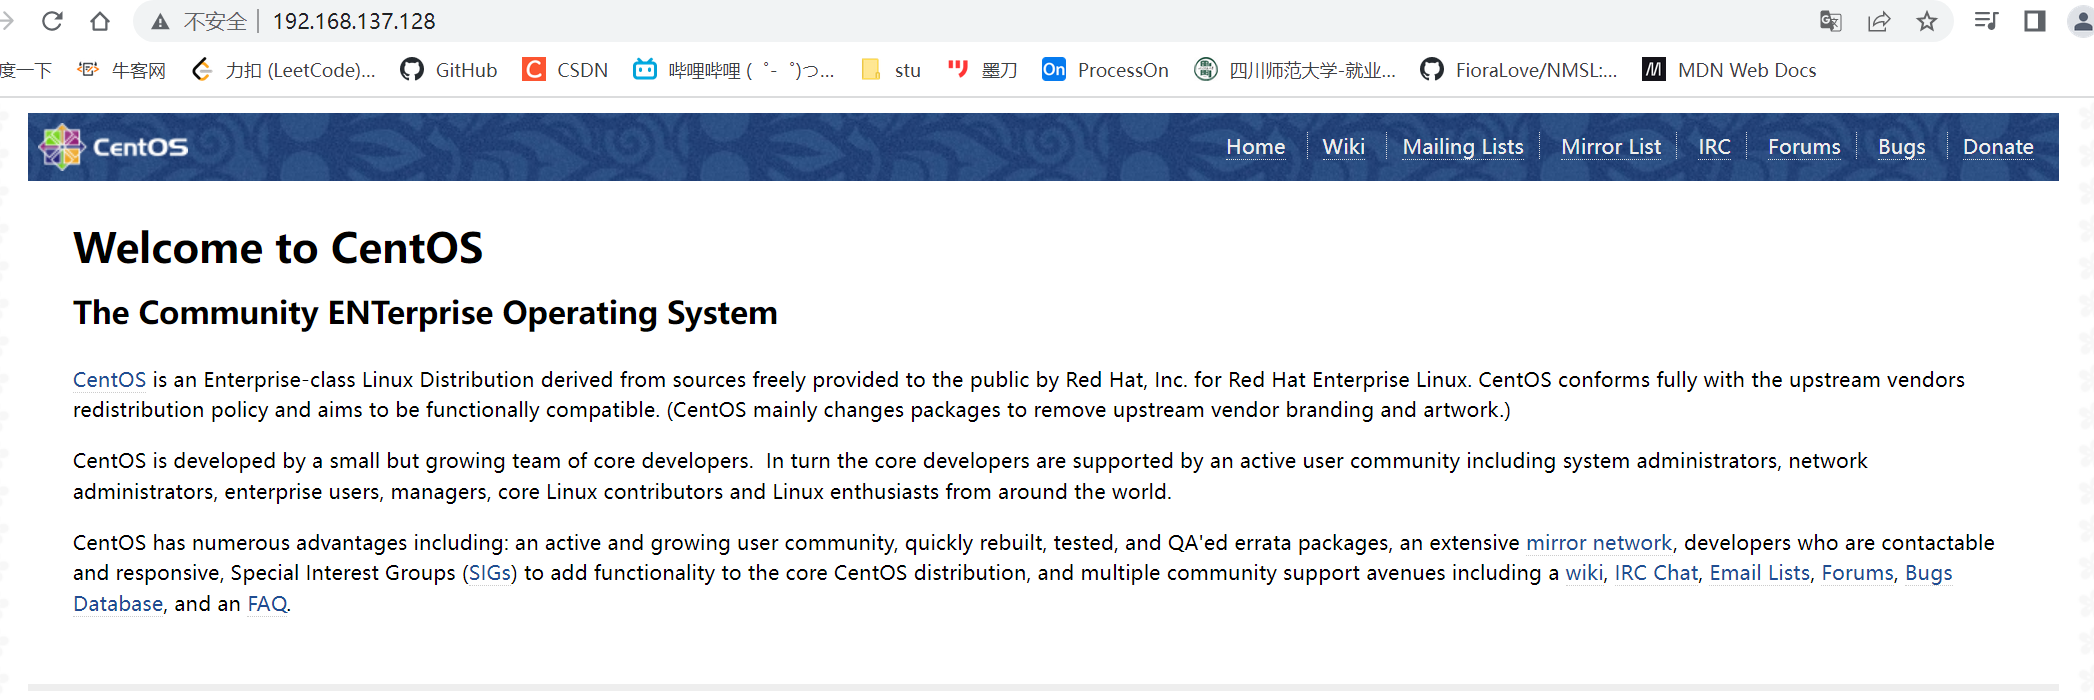 不安全 192.168.137.128
度一下 牛客网 力扣 (LeetCode)... GitHub CSDN 哔哩哔哩 ( ゜- ゜)つ... stu 墨刀 On ProcessOn 四川师范大学-就业... FioraLove/NMSL:... MDN Web Docs
CentOS Home Wiki Mailing Lists Mirror List IRC Forums Bugs Donate
Welcome to CentOS
The Community ENTerprise Operating System
CentOS is an Enterprise-class Linux Distribution derived from sources freely provided to the public by Red Hat, Inc. for Red Hat Enterprise Linux. CentOS conforms fully with the upstream vendors
redistribution policy and aims to be functionally compatible. (CentOS mainly changes packages to remove upstream vendor branding and artwork.)
CentOS is developed by a small but growing team of core developers.  In turn the core developers are supported by an active user community including system administrators, network
administrators, enterprise users, managers, core Linux contributors and Linux enthusiasts from around the world.
CentOS has numerous advantages including: an active and growing user community, quickly rebuilt, tested, and QA'ed errata packages, an extensive mirror network, developers who are contactable
and responsive, Special Interest Groups (SIGs) to add functionality to the core CentOS distribution, and multiple community support avenues including a wiki, IRC Chat, Email Lists, Forums, Bugs
Database, and an FAQ.